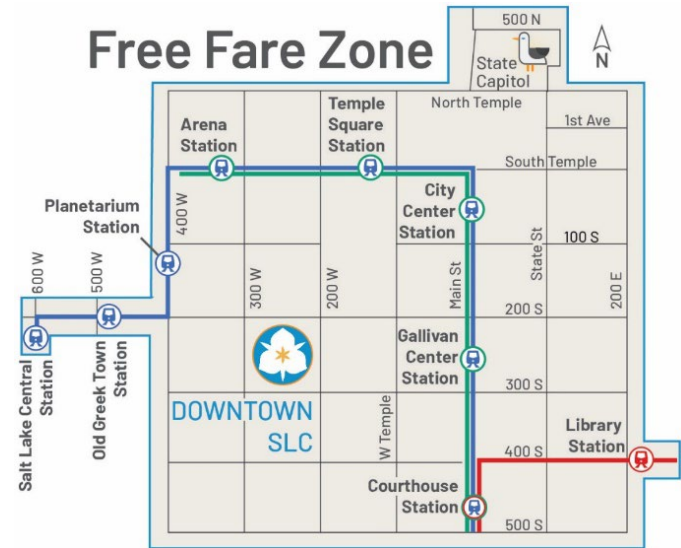 Free Fare Zone
500 N
N
State
Capitol
North Temple
1st Ave
South Temple
Arena
Station
Temple
Square
Station
City
Center
Station
Planetarium
Station
400 W
100 S
600 W
500 W
300 W
200 W
Main St
State St
200 E
200 S
Gallivan
Center
Station
300 S
DOWNTOWN
SLC
W Temple
Salt Lake Central
Station
Old Greek Town
Station
Library
Station
400 S
Courthouse
Station
500 S